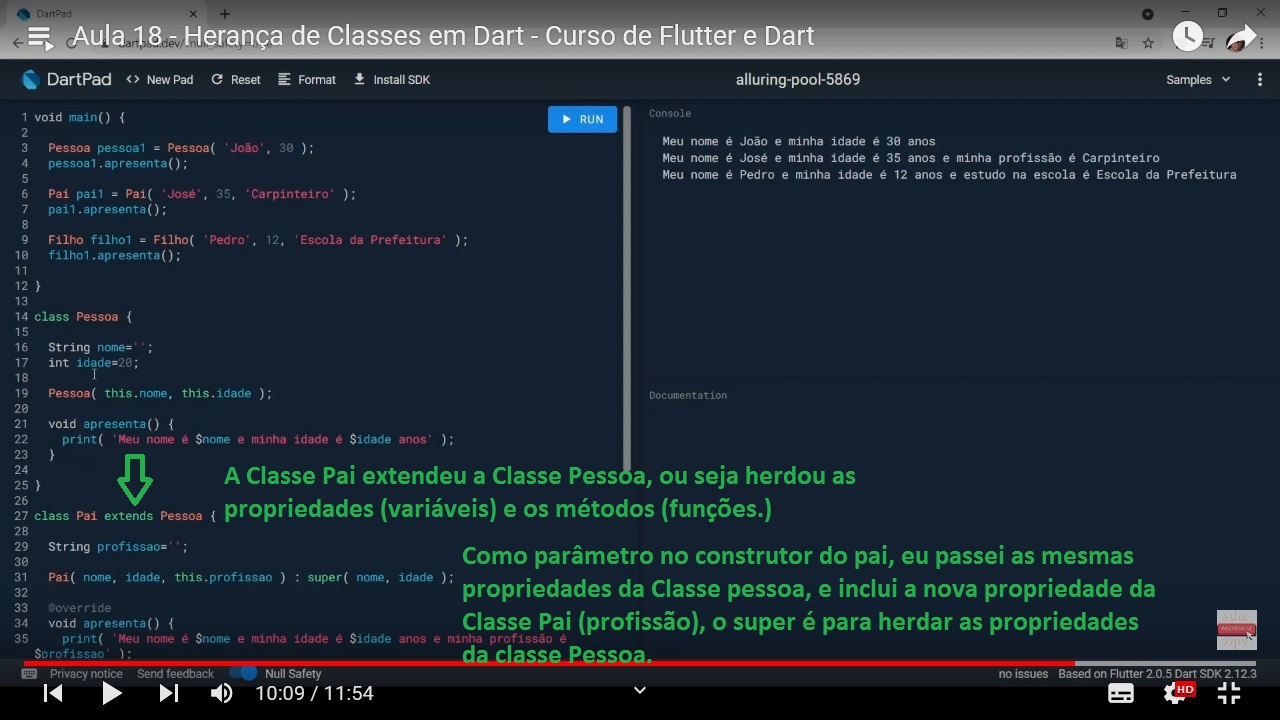 DartPad
Aula 18 - Herança de Classes em Dart - Curso de Flutter e Dart
DartPad
<> New Pad
Reset
Format
Install SDK
alluring-pool-5869
Samples
RUN
1 void main() {
2
3 Pessoa pessoa1 = Pessoa( 'João', 30 );
4 pessoa1.apresenta();
5
6 Pai pai1 = Pai( 'José', 35, 'Carpinteiro' );
7 pai1.apresenta();
8
9 Filho filho1 = Filho( 'Pedro', 12, 'Escola da Prefeitura' );
10 filho1.apresenta();
11
12 }
13
14 class Pessoa {
15
16 String nome='';
17 int idade=20;
18
19 Pessoa( this.nome, this.idade );
20
21 void apresenta() {
22 print( 'Meu nome é $nome e minha idade é $idade anos' );
23 }
24
25 }
26
27 class Pai extends Pessoa {
28
29 String profissao='';
30
31 Pai( nome, idade, this.profissao ) : super( nome, idade );
32
33 @override
34 void apresenta() {
35 print( 'Meu nome é $nome e minha idade é $idade anos e minha profissão é
$profissao' );
Console
Meu nome é João e minha idade é 30 anos
Meu nome é José e minha idade é 35 anos e minha profissão é Carpinteiro
Meu nome é Pedro e minha idade é 12 anos e estudo na escola é Escola da Prefeitura
Documentation
A Classe Pai extendeu a Classe Pessoa, ou seja herdou as
propriedades (variáveis) e os métodos (funções.)
Como parâmetro no construtor do pai, eu passei as mesmas
propriedades da Classe pessoa, e inclui a nova propriedade da
Classe Pai (profissão), o super é para herdar as propriedades
da classe Pessoa.
INSCREVA-SE
Privacy notice
Send feedback
Null Safety
no issues
Based on Flutter 2.0.5 Dart SDK 2.12.3
10:09 / 11:54
HD